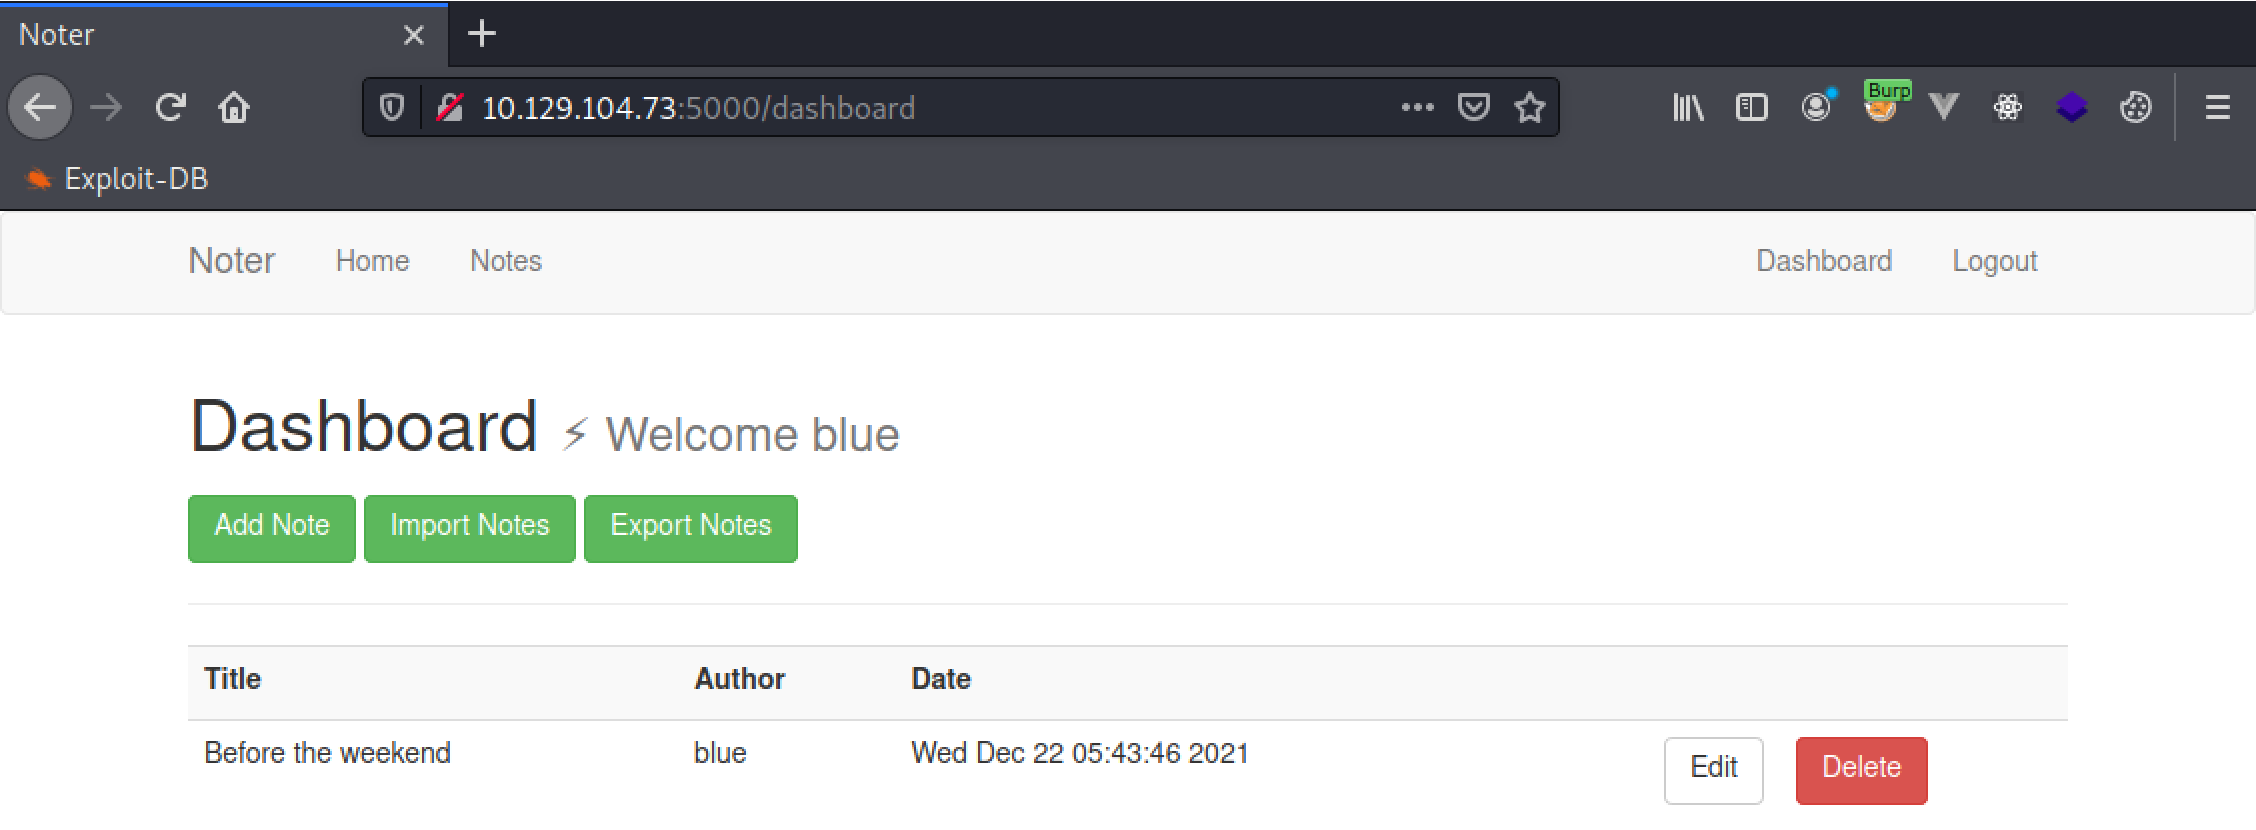 Noter
10.129.104.73:5000/dashboard
Burp
Exploit-DB
Noter Home Notes Dashboard Logout
Dashboard ⚡ Welcome blue
Add Note Import Notes Export Notes
Title Author Date
Before the weekend blue Wed Dec 22 05:43:46 2021 Edit Delete